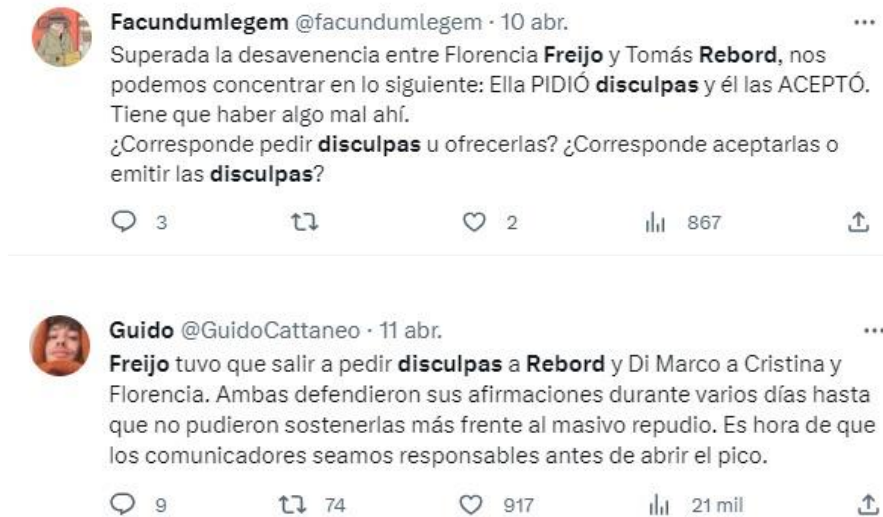 Facundumlegem @facundumlegem · 10 abr.
Superada la desavenencia entre Florencia Freijo y Tomás Rebord, nos
podemos concentrar en lo siguiente: Ella PIDIÓ disculpas y él las ACEPTÓ.
Tiene que haber algo mal ahí.
¿Corresponde pedir disculpas u ofrecerlas? ¿Corresponde aceptarlas o
emitir las disculpas?
3 2 867
Guido @GuidoCattaneo · 11 abr.
Freijo tuvo que salir a pedir disculpas a Rebord y Di Marco a Cristina y
Florencia. Ambas defendieron sus afirmaciones durante varios días hasta
que no pudieron sostenerlas más frente al masivo repudio. Es hora de que
los comunicadores seamos responsables antes de abrir el pico.
9 74 917 21 mil